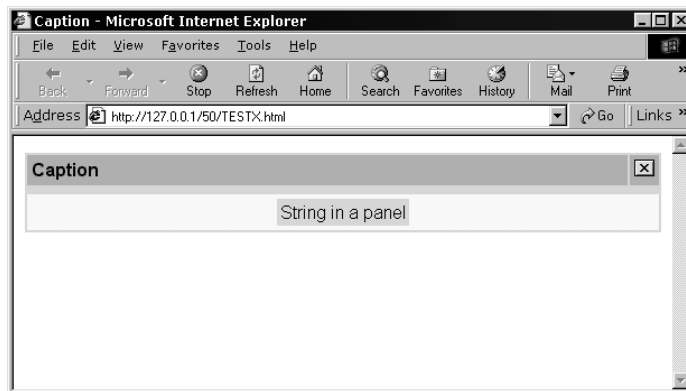 Caption - Microsoft Internet Explorer
File Edit View Favorites Tools Help
Back Forward Stop Refresh Home Search Favorites History Mail Print »
Address http://127.0.0.1/50/TESTX.html Go Links »
Caption
String in a panel